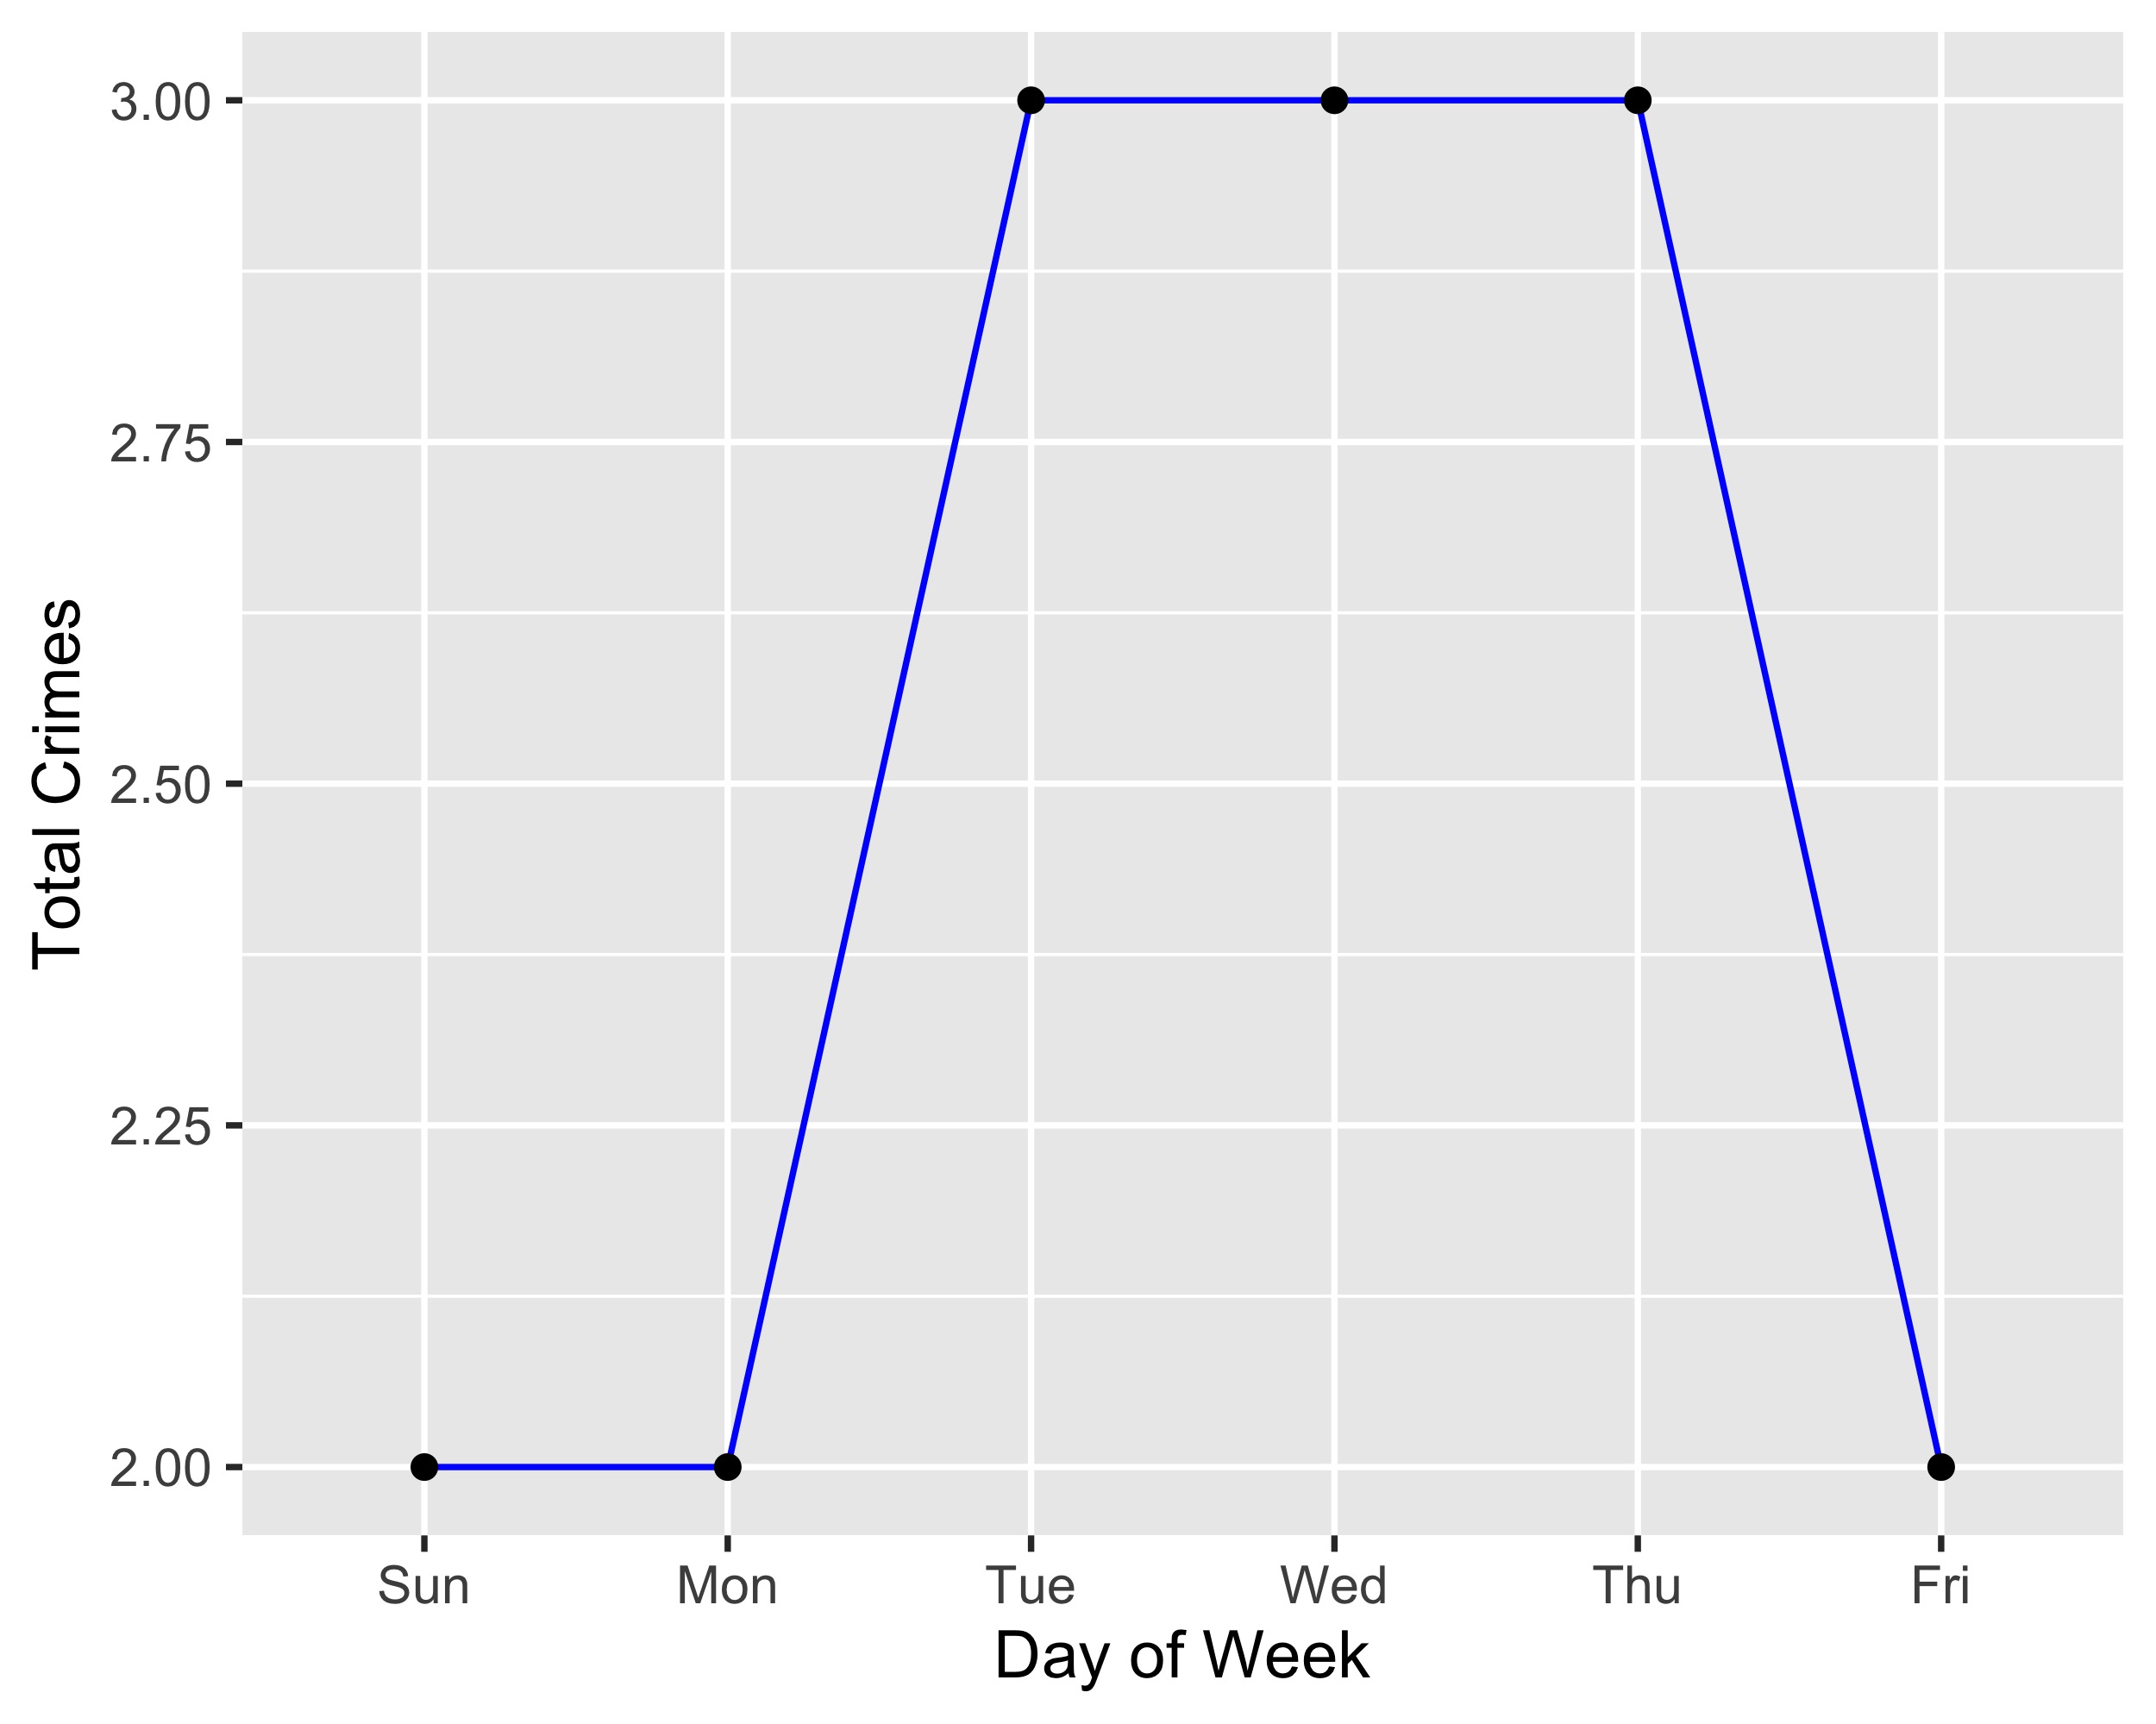 Total Crimes
3.00
2.75
2.50
2.25
2.00
Sun Mon Tue Wed Thu Fri
Day of Week